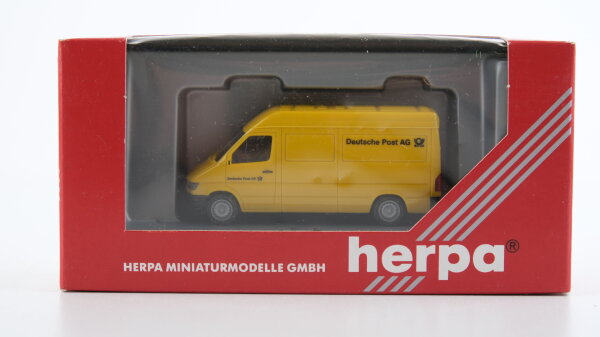 Deutsche Post AG
Deutsche Post AG
HERPA MINIATURMODELLE GMBH
herpa®